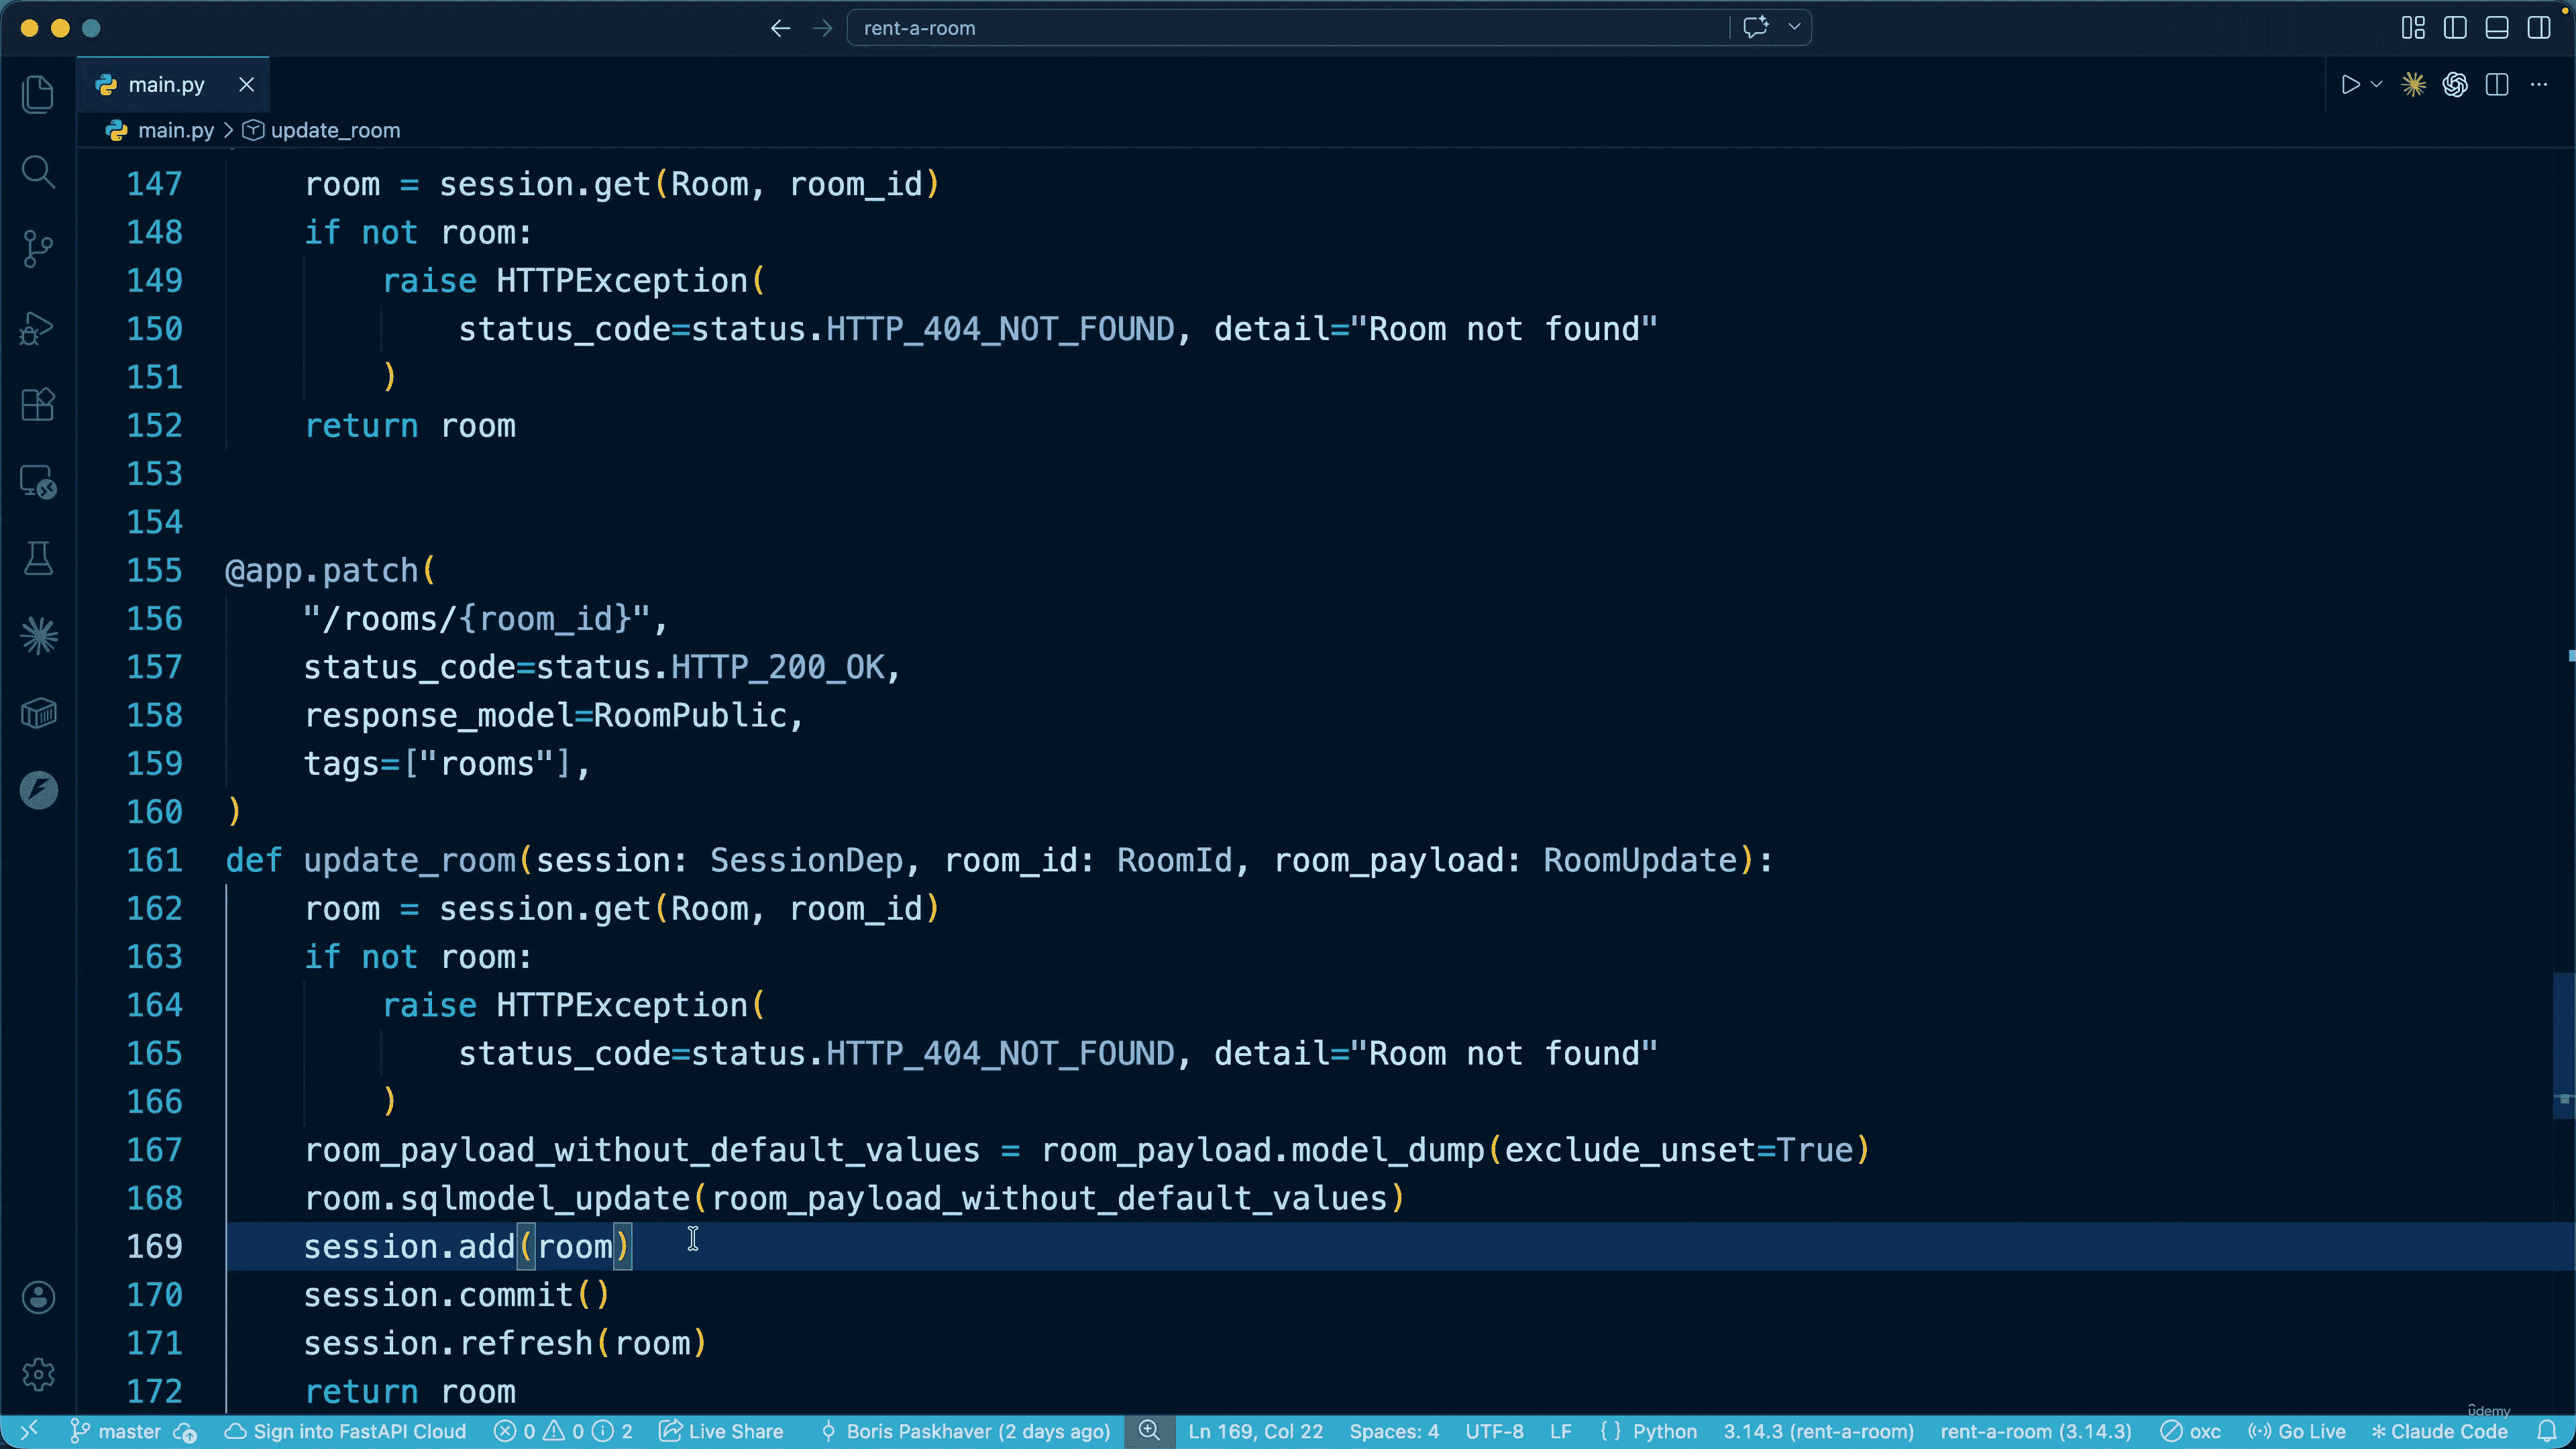 rent-a-room
main.py
main.py > update_room
147 room = session.get(Room, room_id)
148 if not room:
149 raise HTTPException(
150 status_code=status.HTTP_404_NOT_FOUND, detail="Room not found"
151 )
152 return room
153
154
155 @app.patch(
156 "/rooms/{room_id}",
157 status_code=status.HTTP_200_OK,
158 response_model=RoomPublic,
159 tags=["rooms"],
160 )
161 def update_room(session: SessionDep, room_id: RoomId, room_payload: RoomUpdate):
162 room = session.get(Room, room_id)
163 if not room:
164 raise HTTPException(
165 status_code=status.HTTP_404_NOT_FOUND, detail="Room not found"
166 )
167 room_payload_without_default_values = room_payload.model_dump(exclude_unset=True)
168 room.sqlmodel_update(room_payload_without_default_values)
169 session.add(room)
170 session.commit()
171 session.refresh(room)
172 return room
ûdemy
master Sign into FastAPI Cloud 0 0 2 Live Share Boris Paskhaver (2 days ago) Ln 169, Col 22 Spaces: 4 UTF-8 LF { } Python 3.14.3 (rent-a-room) rent-a-room (3.14.3) oxc Go Live Claude Code